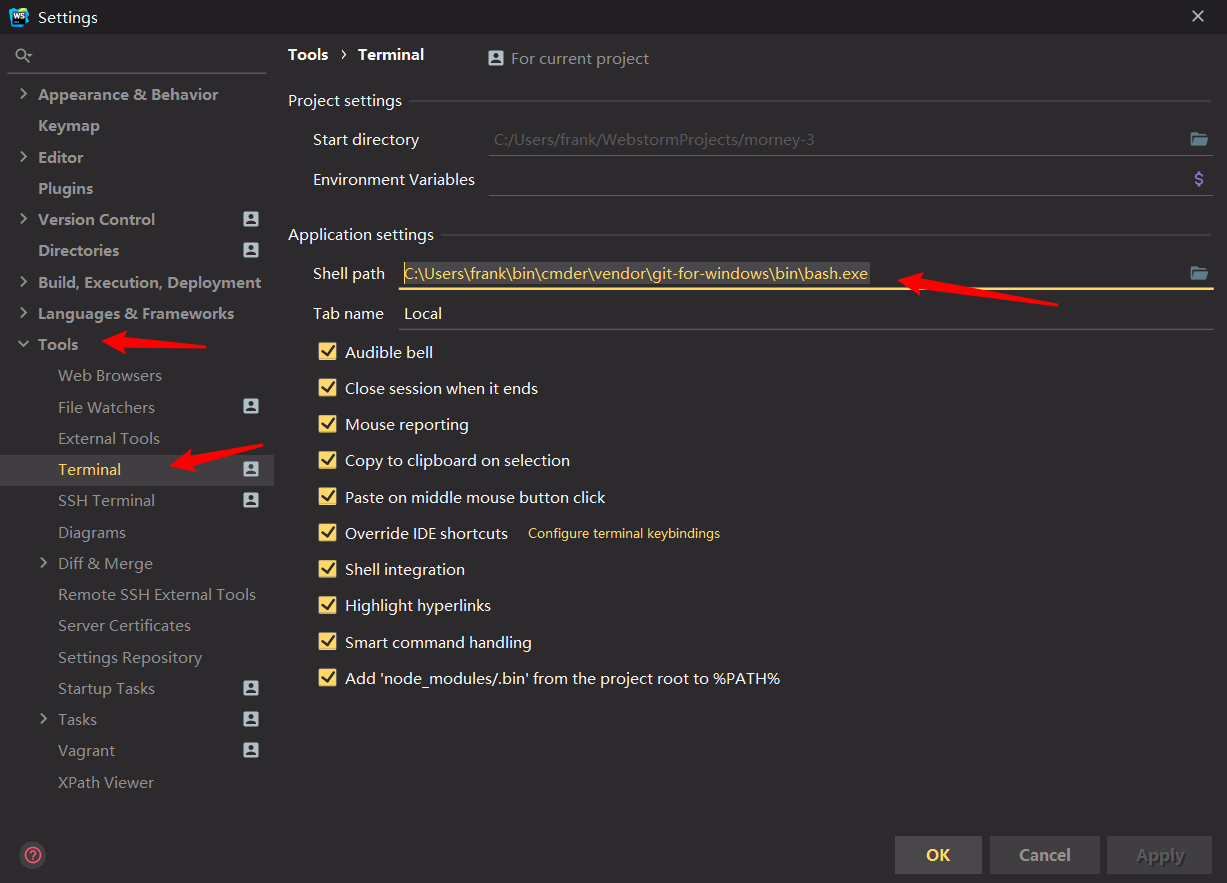 WS Settings
Appearance & Behavior
Keymap
Editor
Plugins
Version Control
Directories
Build, Execution, Deployment
Languages & Frameworks
Tools
Web Browsers
File Watchers
External Tools
Terminal
SSH Terminal
Diagrams
Diff & Merge
Remote SSH External Tools
Server Certificates
Settings Repository
Startup Tasks
Tasks
Vagrant
XPath Viewer
Tools › Terminal For current project
Project settings
Start directory C:/Users/frank/WebstormProjects/morney-3
Environment Variables $
Application settings
Shell path C:\Users\frank\bin\cmder\vendor\git-for-windows\bin\bash.exe
Tab name Local
Audible bell
Close session when it ends
Mouse reporting
Copy to clipboard on selection
Paste on middle mouse button click
Override IDE shortcuts Configure terminal keybindings
Shell integration
Highlight hyperlinks
Smart command handling
Add 'node_modules/.bin' from the project root to %PATH%
? OK Cancel Apply